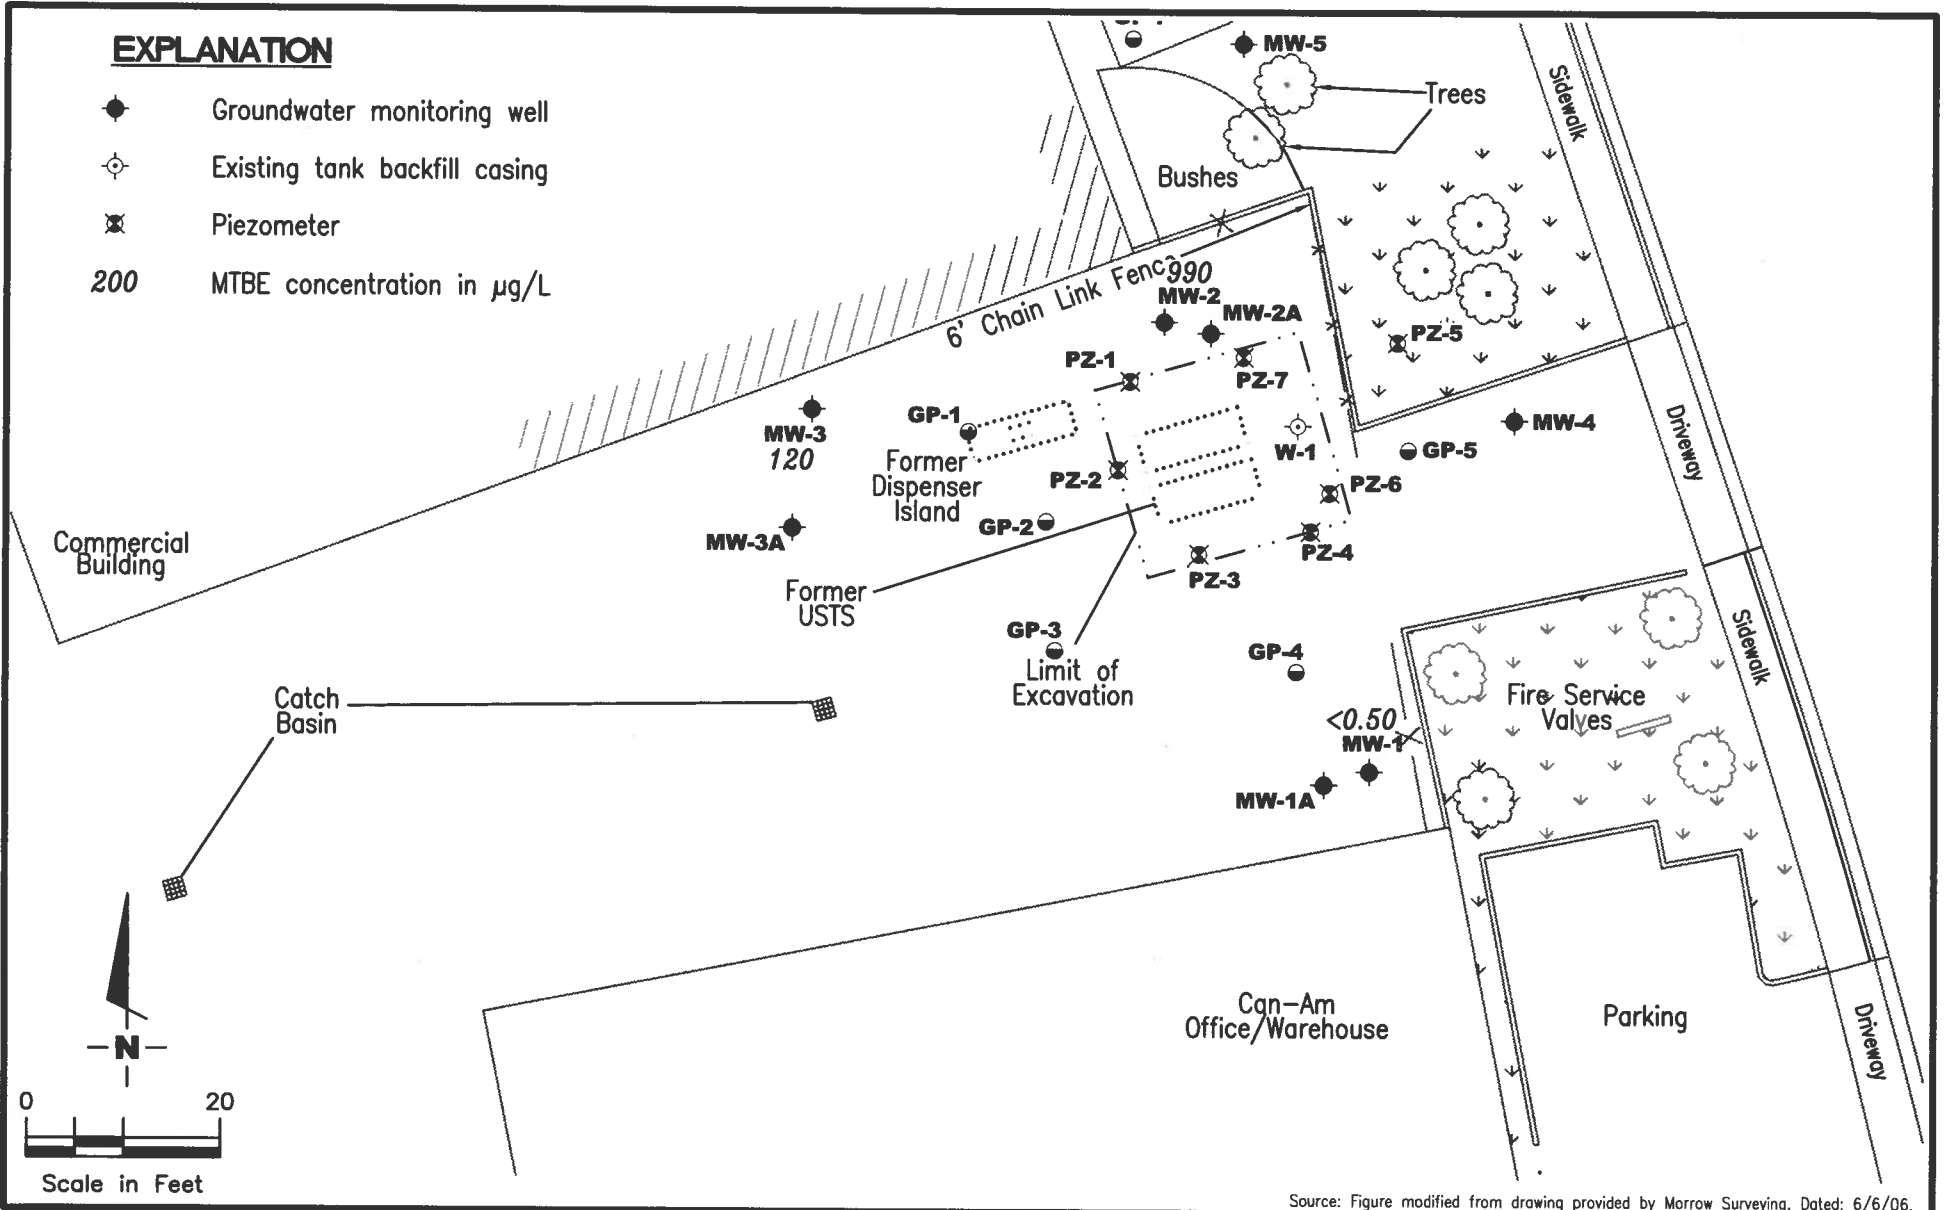 EXPLANATION
Groundwater monitoring well
Existing tank backfill casing
Piezometer
200 MTBE concentration in µg/L
MW-5
Trees
Sidewalk
Bushes
6' Chain Link Fence
990
MW-2
MW-2A
PZ-5
PZ-1
PZ-7
GP-1
MW-3
120
MW-4
W-1
GP-5
Driveway
Former
Dispenser
Island
PZ-2
PZ-6
GP-2
MW-3A
PZ-4
PZ-3
Commercial
Building
Former
USTS
GP-3
Limit of
Excavation
GP-4
Sidewalk
Fire Service
Valves
Catch
Basin
<0.50
MW-1
MW-1A
N
Can-Am
Office/Warehouse
Parking
Driveway
0 20
Scale in Feet
Source: Figure modified from drawing provided by Morrow Surveying. Dated: 6/6/06.